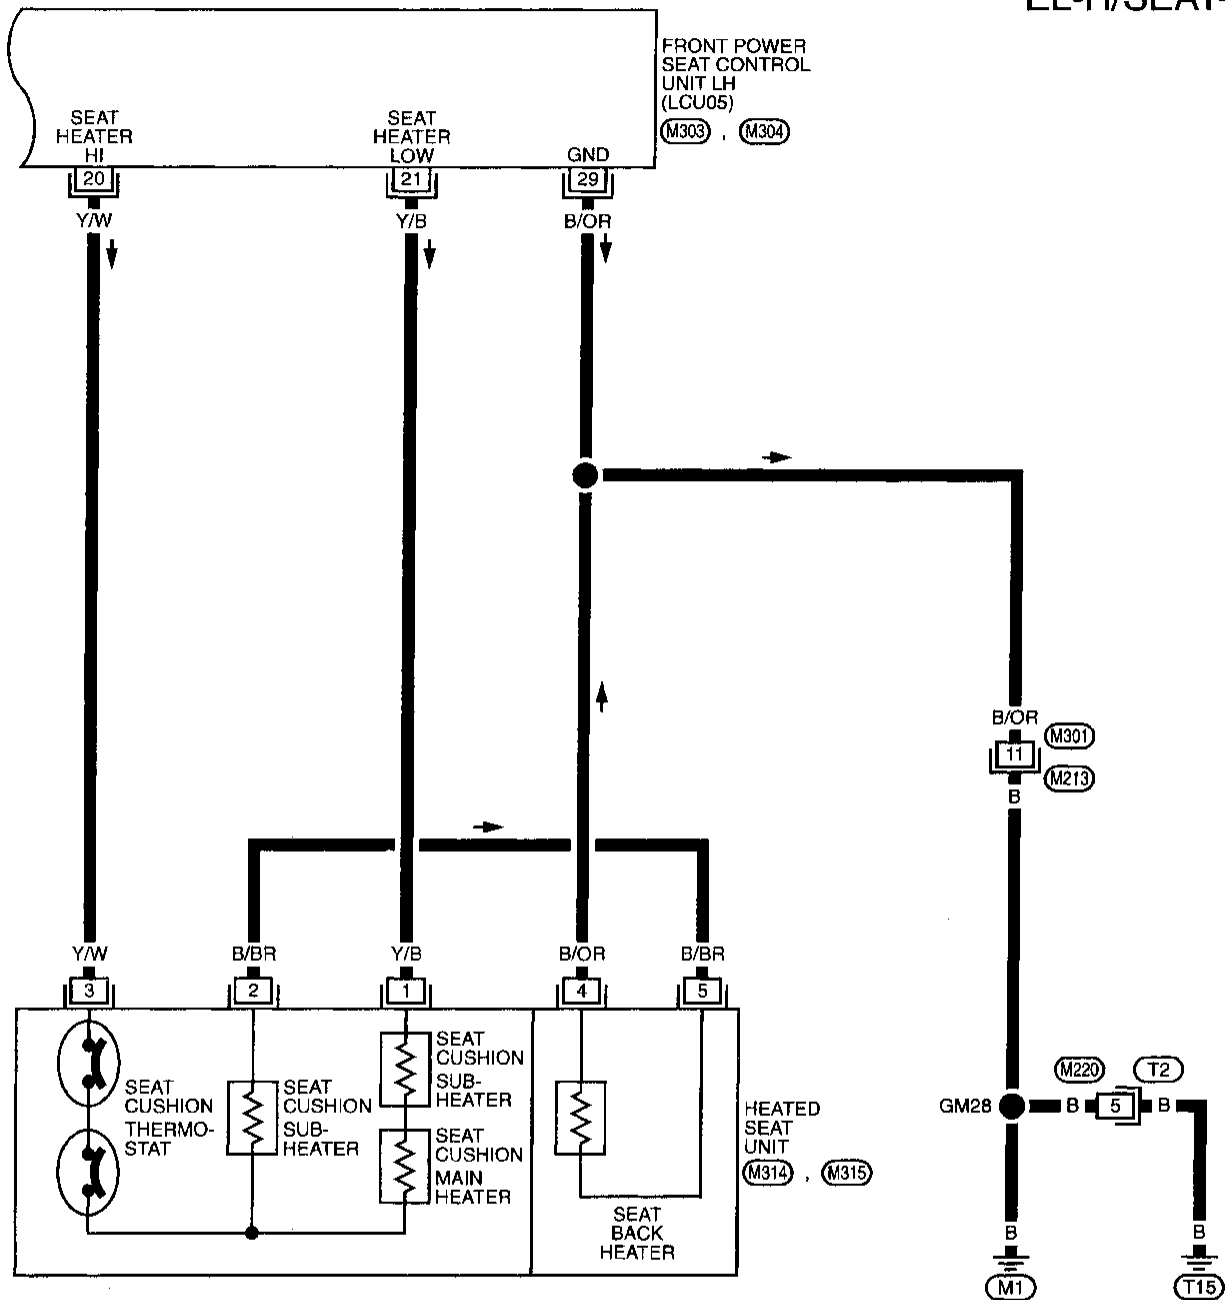 EL-H/SEAT-
FRONT POWER
SEAT CONTROL
UNIT LH
(LCU05)
M303 , M304
SEAT
HEATER
HI
SEAT
HEATER
LOW
GND
20
21
29
Y/W
Y/B
B/OR
B/OR
M301
11
M213
B
Y/W
B/BR
Y/B
B/OR
B/BR
3
2
1
4
5
SEAT
CUSHION
THERMO-
STAT
SEAT
CUSHION
SUB-
HEATER
SEAT
CUSHION
SUB-
HEATER
SEAT
CUSHION
MAIN
HEATER
SEAT
BACK
HEATER
HEATED
SEAT
UNIT
M314 , M315
M220
T2
GM28
B
5
B
B
B
M1
T15